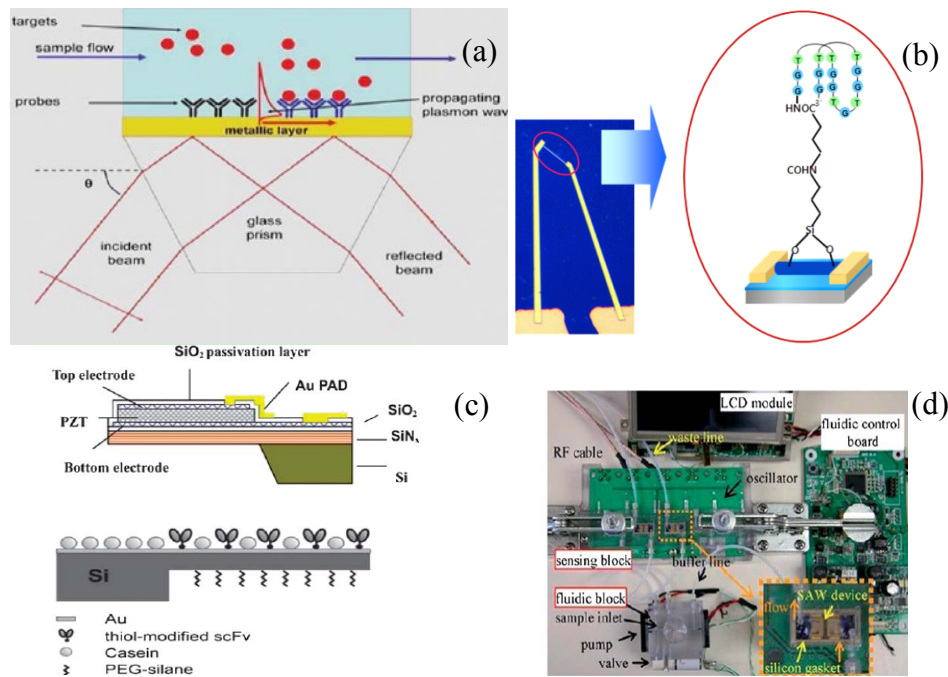 targets
(a)
sample flow
probes
propagating
plasmon wav
metallic layer
θ
glass
prism
incident
beam
reflected
beam
(b)
T T T T
G G G G
G G G G
T T
G
HNOC
3'
COHN
Si
O O
SiO₂ passivation layer
Top electrode
Au PAD
(c)
PZT
SiO₂
SiNₓ
Bottom electrode
Si
Si
Au
thiol-modified scFv
Casein
PEG-silane
(d)
LCD module
fluidic control
board
waste line
RF cable
oscillator
sensing block
buffer line
fluidic block
SAW device
sample inlet
flow
pump
valve
silicon gasket